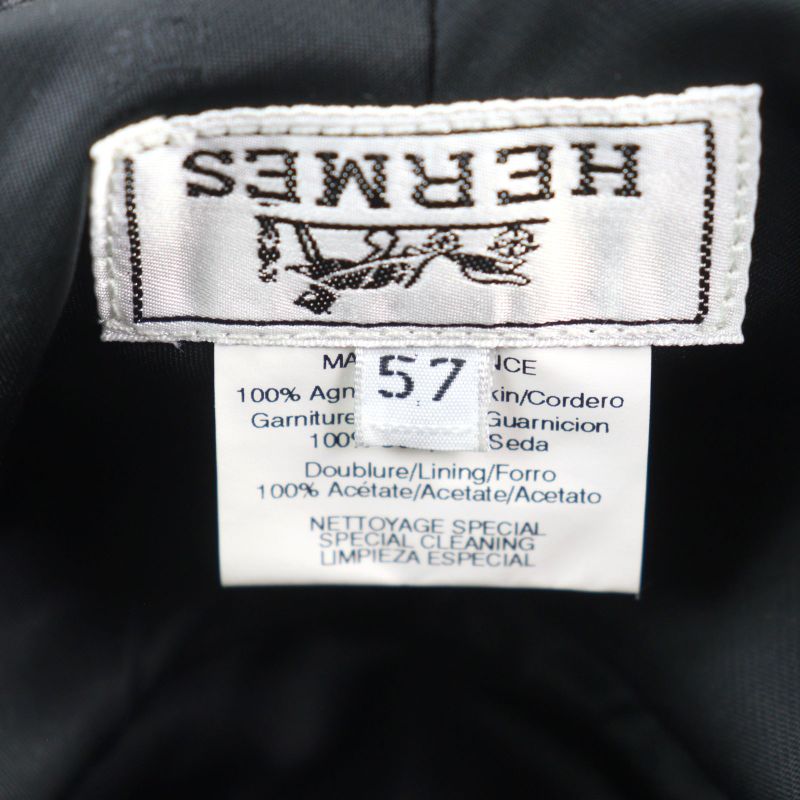 HERMES
57
MA NCE
100% Agn kin/Cordero
Garniture Guarnicion
100% Seda
Doublure/Lining/Forro
100% Acétate/Acetate/Acetato
NETTOYAGE SPECIAL
SPECIAL CLEANING
LIMPIEZA ESPECIAL